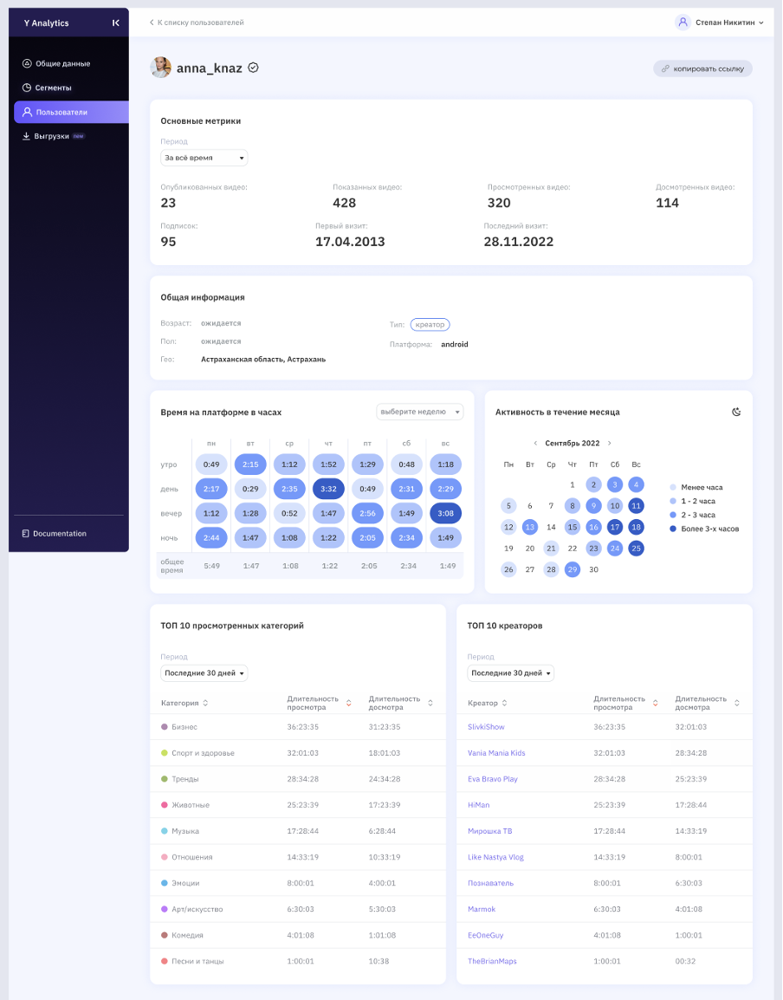 Y Analytics
К списку пользователей
Степан Никитин
Общие данные
Сегменты
Пользователи
Выгрузки new
Documentation
anna_knaz
копировать ссылку
Основные метрики
Период
За всё время
Опубликованных видео: Показанных видео: Просмотренных видео: Досмотренных видео:
23 428 320 114
Подписок: Первый визит: Последний визит:
95 17.04.2013 28.11.2022
Общая информация
Возраст: ожидается
Пол: ожидается
Гео: Астраханская область, Астрахань
Тип: креатор
Платформа: android
Время на платформе в часах
выберите неделю
пн вт ср чт пт сб вс
утро 0:49 2:15 1:12 1:52 1:29 0:48 1:18
день 2:17 0:29 2:35 3:32 0:49 2:31 2:29
вечер 1:12 1:28 0:52 1:47 2:56 1:49 3:08
ночь 2:44 1:47 1:08 1:22 2:05 2:34 1:49
общее
время 5:49 1:47 1:08 1:22 2:05 2:34 1:49
Активность в течение месяца
Сентябрь 2022
Пн Вт Ср Чт Пт Сб Вс
1 2 3 4
5 6 7 8 9 10 11
12 13 14 15 16 17 18
19 20 21 22 23 24 25
26 27 28 29 30
Менее часа
1 - 2 часа
2 - 3 часа
Более 3-х часов
ТОП 10 просмотренных категорий
Период
Последние 30 дней
Категория Длительность просмотра Длительность досмотра
Бизнес 36:23:35 31:23:35
Спорт и здоровье 32:01:03 18:01:03
Тренды 28:34:28 24:34:28
Животные 25:23:39 17:23:39
Музыка 17:28:44 6:28:44
Отношения 14:33:19 10:33:19
Эмоции 8:00:01 4:00:01
Арт/искусство 6:30:03 5:30:03
Комедия 4:01:08 1:01:08
Песни и танцы 1:00:01 10:38
ТОП 10 креаторов
Период
Последние 30 дней
Креатор Длительность просмотра Длительность досмотра
SlivkiShow 36:23:35 32:01:03
Vania Mania Kids 32:01:03 28:34:28
Eva Bravo Play 28:34:28 25:23:39
HiMan 25:23:39 17:28:44
Мирошка ТВ 17:28:44 14:33:19
Like Nastya Vlog 14:33:19 8:00:01
Познаватель 8:00:01 6:30:03
Marmok 6:30:03 4:01:08
EeOneGuy 4:01:08 1:00:01
TheBrianMaps 1:00:01 00:32